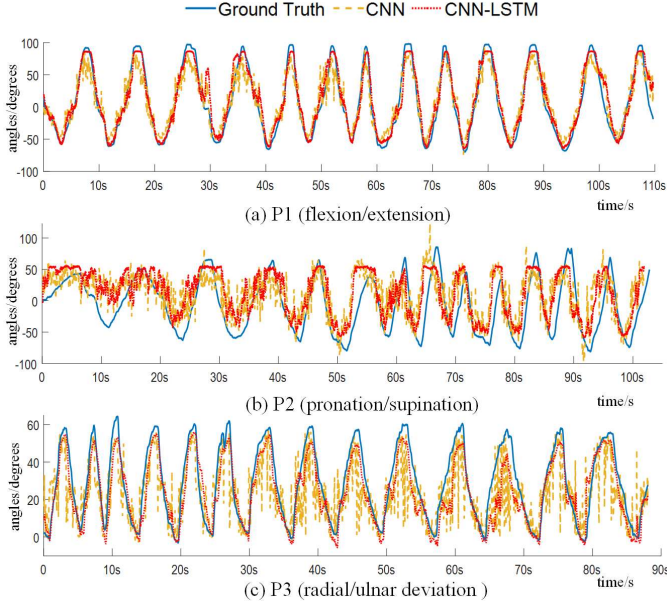 Ground Truth CNN CNN-LSTM
angles/degrees
100
50
0
-50
-100
0 10s 20s 30s 40s 50s 60s 70s 80s 90s 100s 110s
(a) P1 (flexion/extension) time/s
angles/degrees
100
50
0
-50
-100
0 10s 20s 30s 40s 50s 60s 70s 80s 90s 100s
(b) P2 (pronation/supination) time/s
angles/degrees
60
40
20
0
0 10s 20s 30s 40s 50s 60s 70s 80s 90s
(c) P3 (radial/ulnar deviation ) time/s